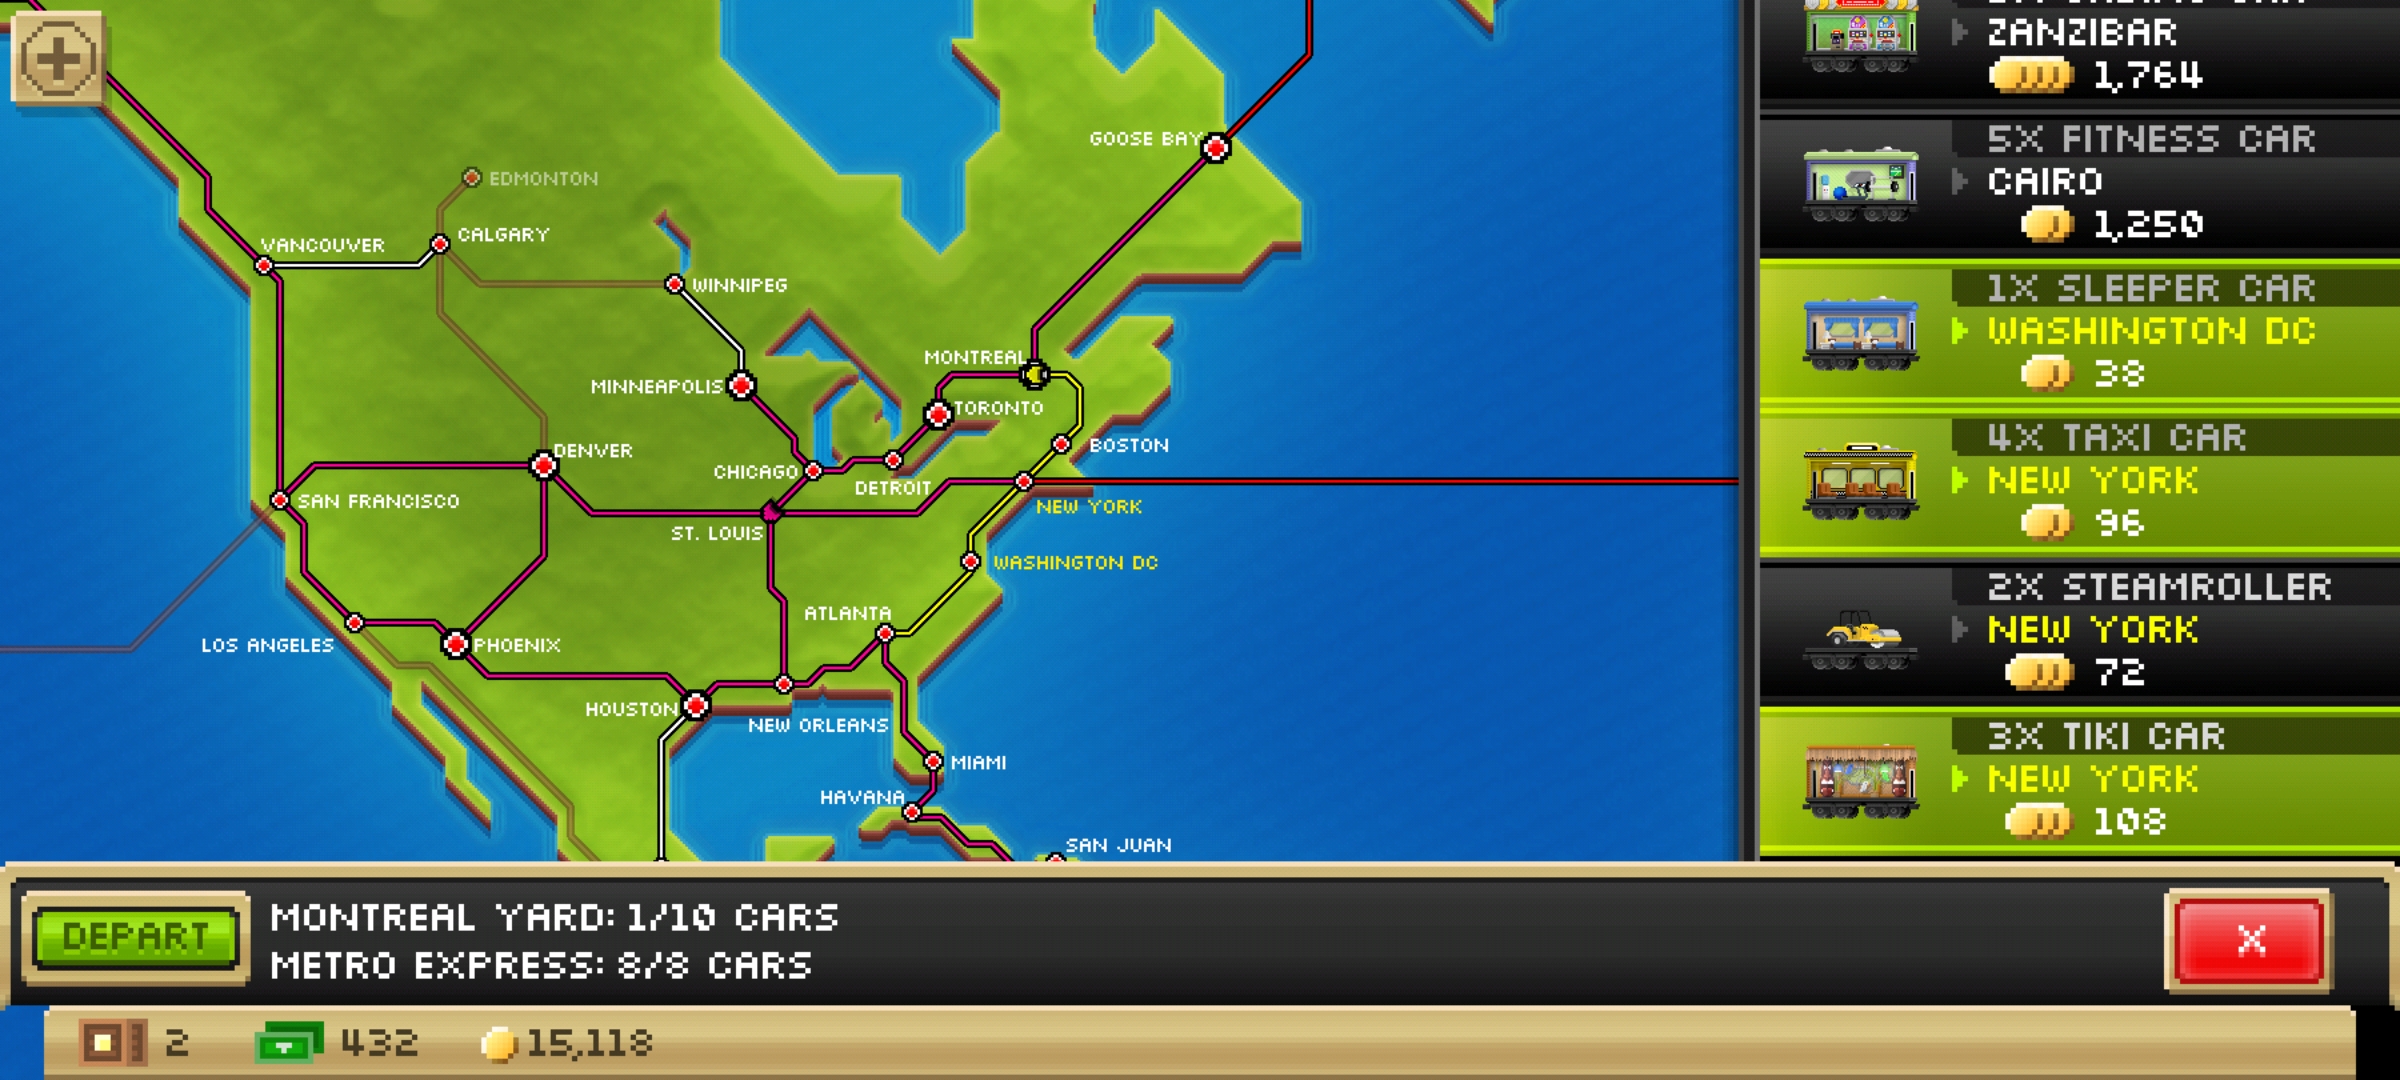 ZANZIBAR
1,764
5X FITNESS CAR
CAIRO
1,250
1X SLEEPER CAR
WASHINGTON DC
38
4X TAXI CAR
NEW YORK
96
2X STEAMROLLER
NEW YORK
72
3X TIKI CAR
NEW YORK
108
GOOSE BAY
EDMONTON
CALGARY
VANCOUVER
WINNIPEG
MONTREAL
MINNEAPOLIS
TORONTO
BOSTON
DENVER
CHICAGO
DETROIT
SAN FRANCISCO
NEW YORK
ST. LOUIS
WASHINGTON DC
ATLANTA
LOS ANGELES
PHOENIX
HOUSTON
NEW ORLEANS
MIAMI
HAVANA
SAN JUAN
DEPART
MONTREAL YARD: 1/10 CARS
METRO EXPRESS: 8/8 CARS
X
2
432
15,118